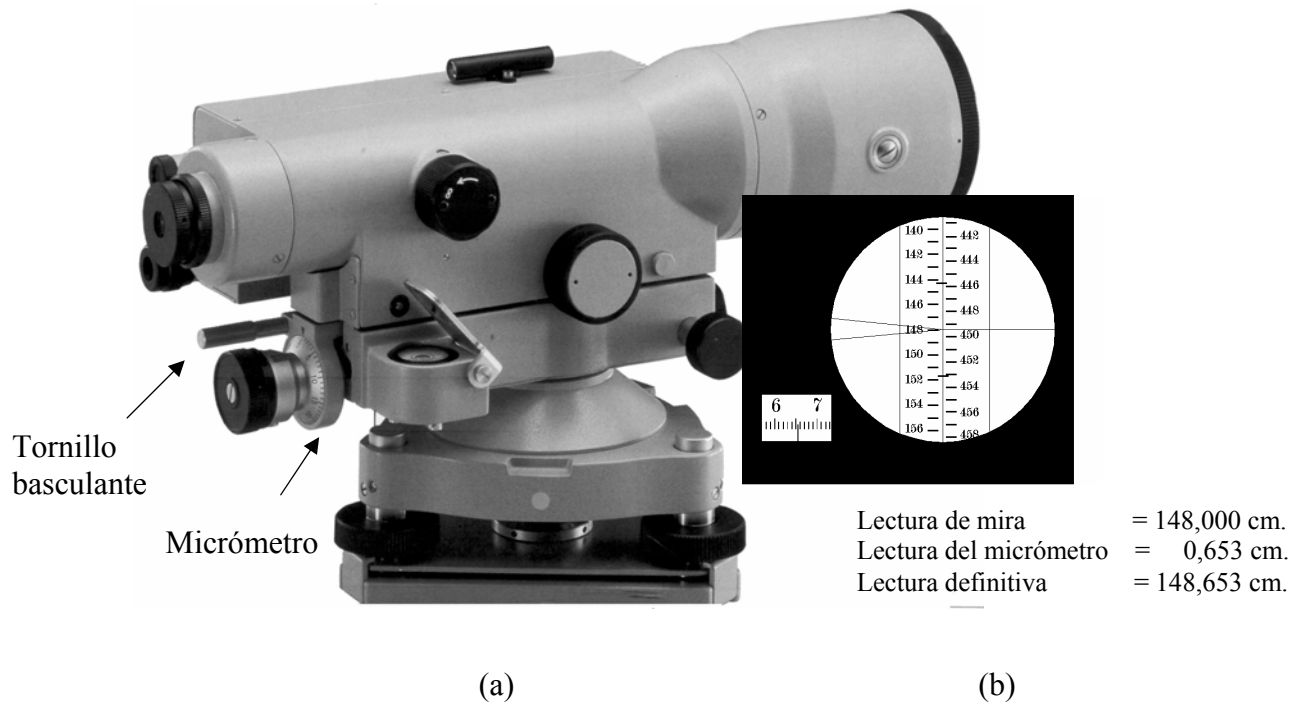 140 442
142 444
144 446
146 448
148 450
150 452
152 454
154 456
156 458
6 7
Tornillo
basculante
Micrómetro
Lectura de mira = 148,000 cm.
Lectura del micrómetro = 0,653 cm.
Lectura definitiva = 148,653 cm.
(a) (b)